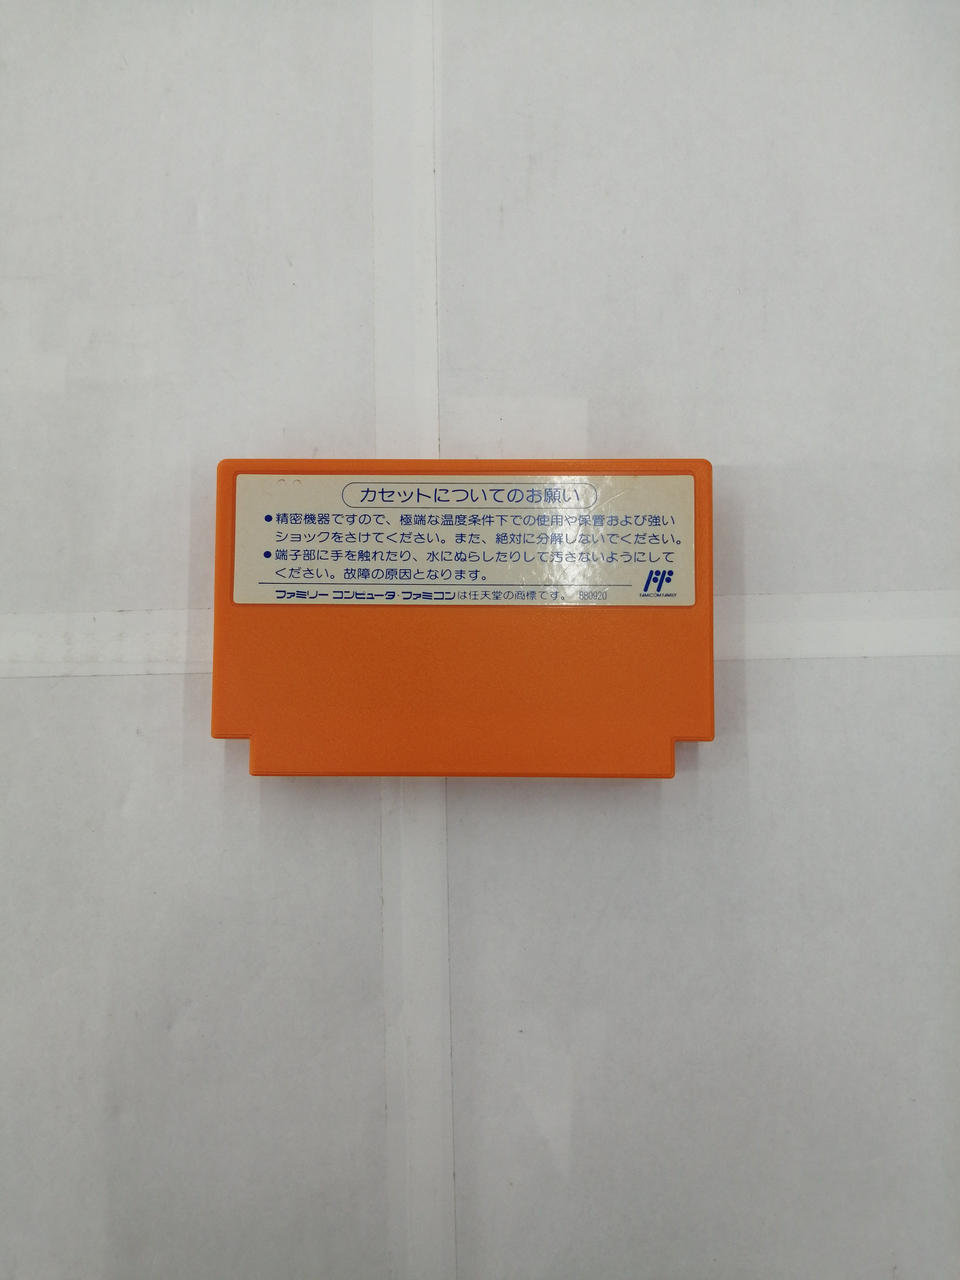 カセットについてのお願い
●精密機器ですので、極端な温度条件下での使用や保管および強い
ショックをさけてください。また、絶対に分解しないでください。
●端子部に手を触れたり、水にぬらしたりして汚さないようにして
ください。故障の原因となります。
ファミリー コンピュータ・ファミコンは任天堂の商標です。 880920
FAMICOM FAMILY